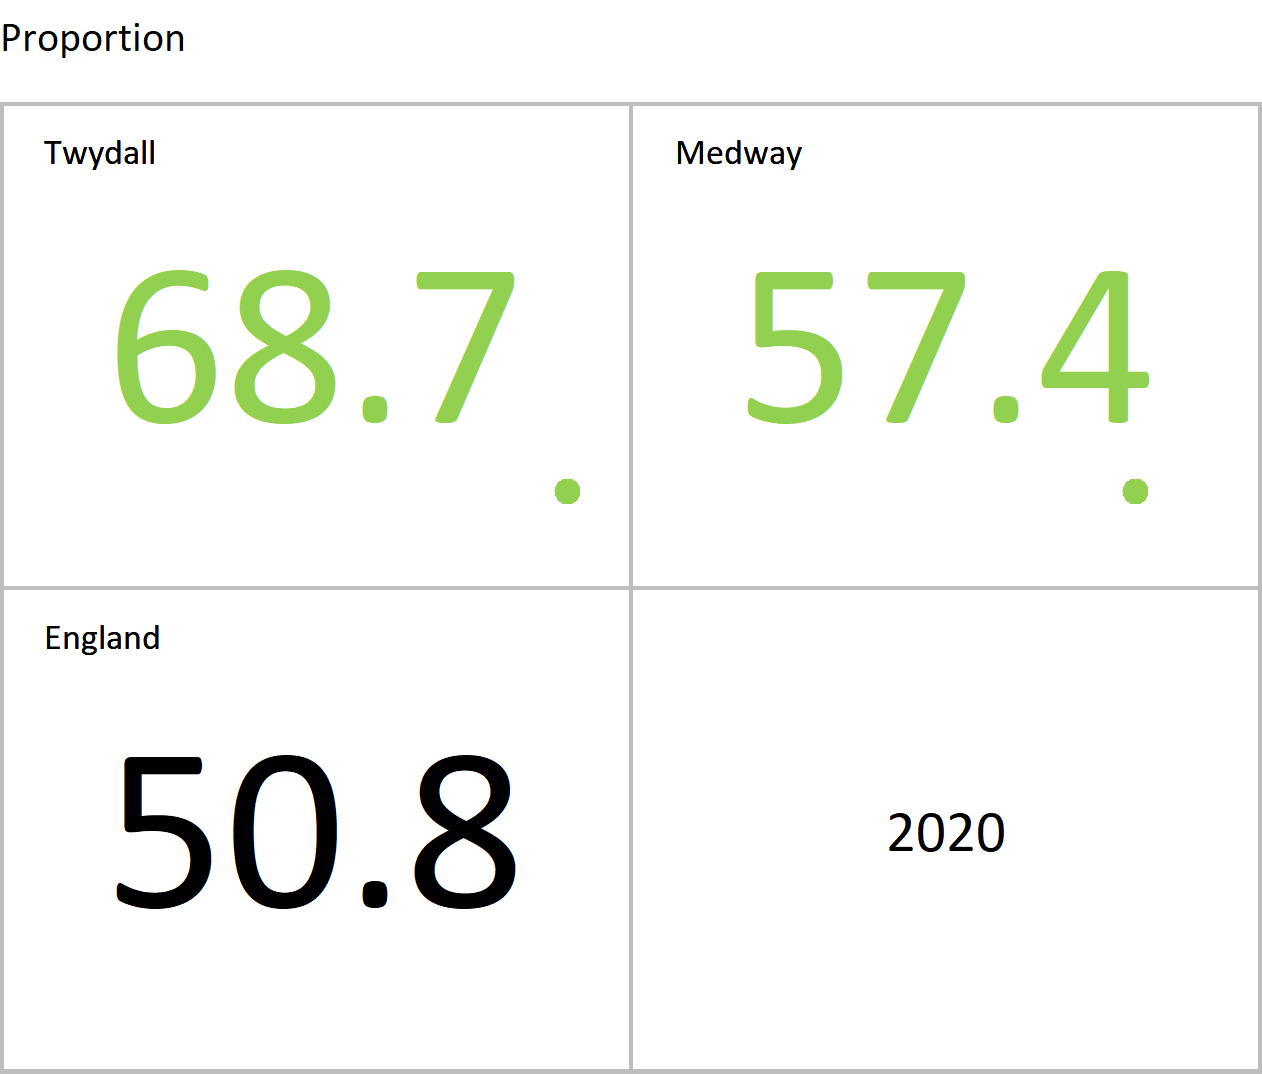 Proportion
Twydall
Medway
68.7
57.4
England
50.8
2020